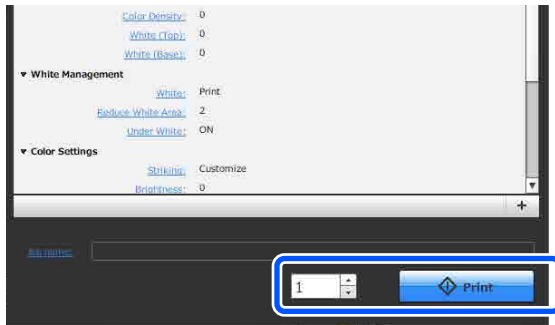 Color Density: 0
White (Top): 0
White (Base): 0
▼ White Management
White: Print
Reduce White Area: 2
Under White: ON
▼ Color Settings
Striking: Customize
Brightness: 0
+
Job name:
1 Print